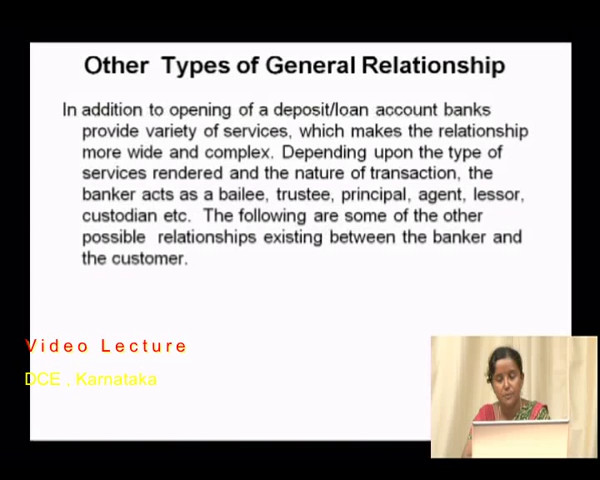 Other Types of General Relationship
In addition to opening of a deposit/loan account banks
provide variety of services, which makes the relationship
more wide and complex. Depending upon the type of
services rendered and the nature of transaction, the
banker acts as a bailee, trustee, principal, agent, lessor,
custodian etc. The following are some of the other
possible relationships existing between the banker and
the customer.
Video Lecture
DCE , Karnataka